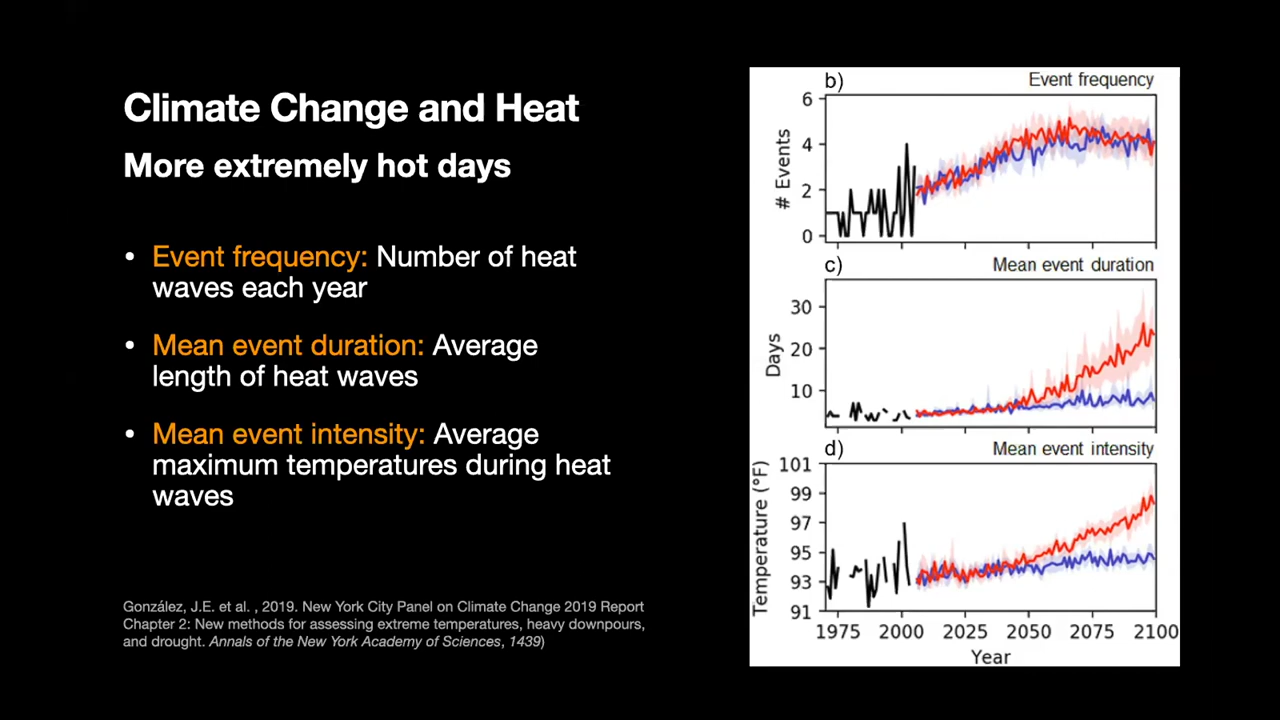 Climate Change and Heat
More extremely hot days
• Event frequency: Number of heat
waves each year
• Mean event duration: Average
length of heat waves
• Mean event intensity: Average
maximum temperatures during heat
waves
González, J.E. et al. , 2019. New York City Panel on Climate Change 2019 Report
Chapter 2: New methods for assessing extreme temperatures, heavy downpours,
and drought. Annals of the New York Academy of Sciences, 1439)
b) Event frequency
# Events
6
4
2
0
c) Mean event duration
Days
30
20
10
d) Mean event intensity
Temperature (°F)
101
99
97
95
93
91
1975 2000 2025 2050 2075 2100
Year